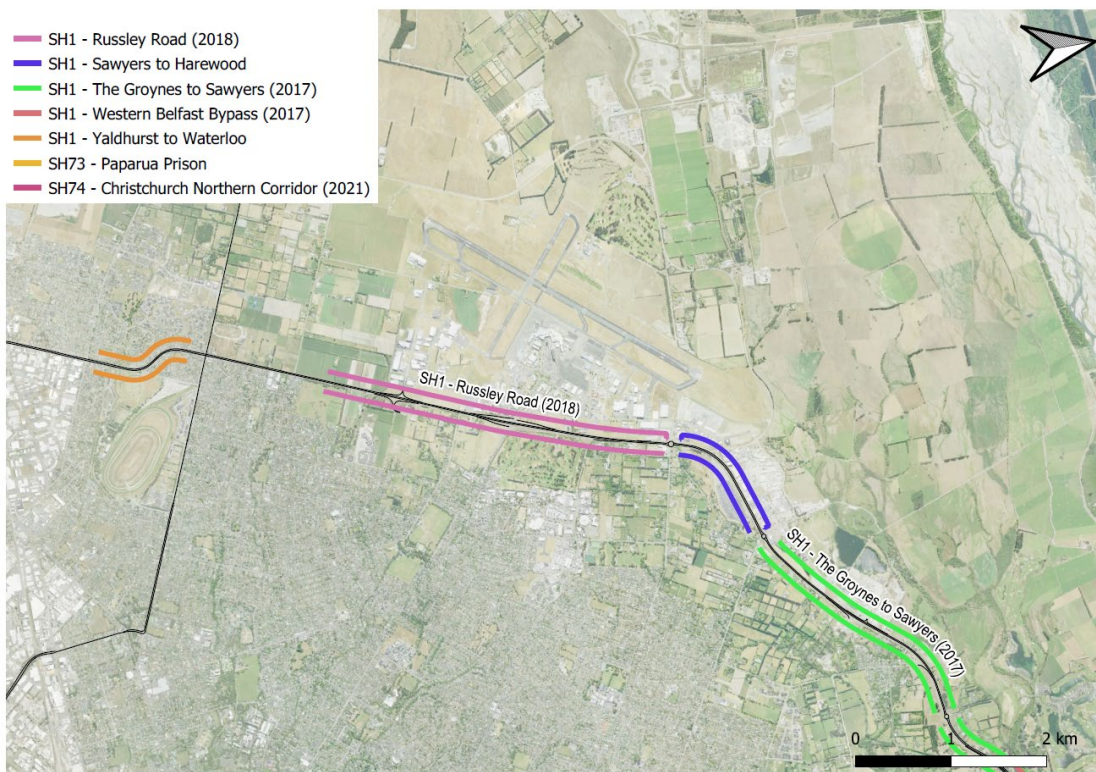 SH1 - Russley Road (2018)
SH1 - Sawyers to Harewood
SH1 - The Groynes to Sawyers (2017)
SH1 - Western Belfast Bypass (2017)
SH1 - Yaldhurst to Waterloo
SH73 - Paparua Prison
SH74 - Christchurch Northern Corridor (2021)
SH1 - Russley Road (2018)
SH1 - The Groynes to Sawyers (2017)
0 1 2 km